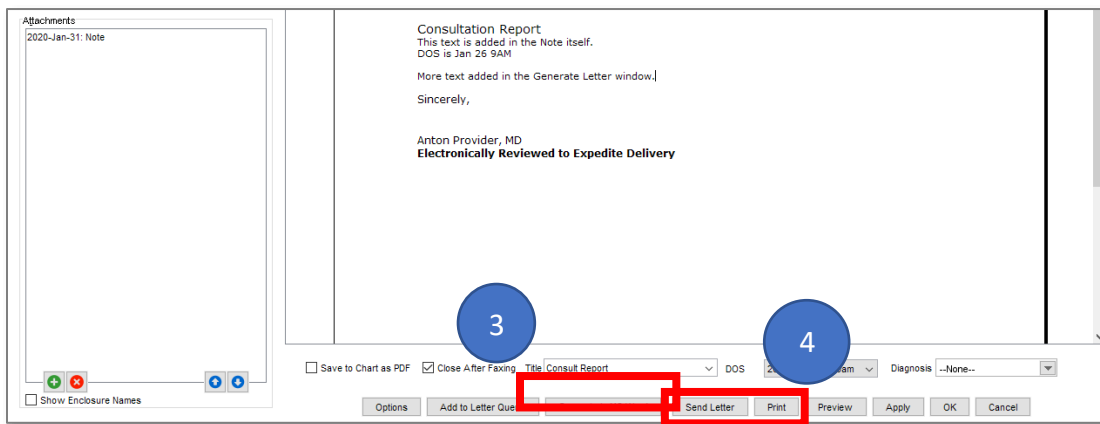 Attachments
2020-Jan-31: Note
Show Enclosure Names
Consultation Report
This text is added in the Note itself.
DOS is Jan 26 9AM
More text added in the Generate Letter window.
Sincerely,
Anton Provider, MD
Electronically Reviewed to Expedite Delivery
3
4
Save to Chart as PDF Close After Faxing Title Consult Report DOS Diagnosis --None--
Options Add to Letter Send Letter Print Preview Apply OK Cancel